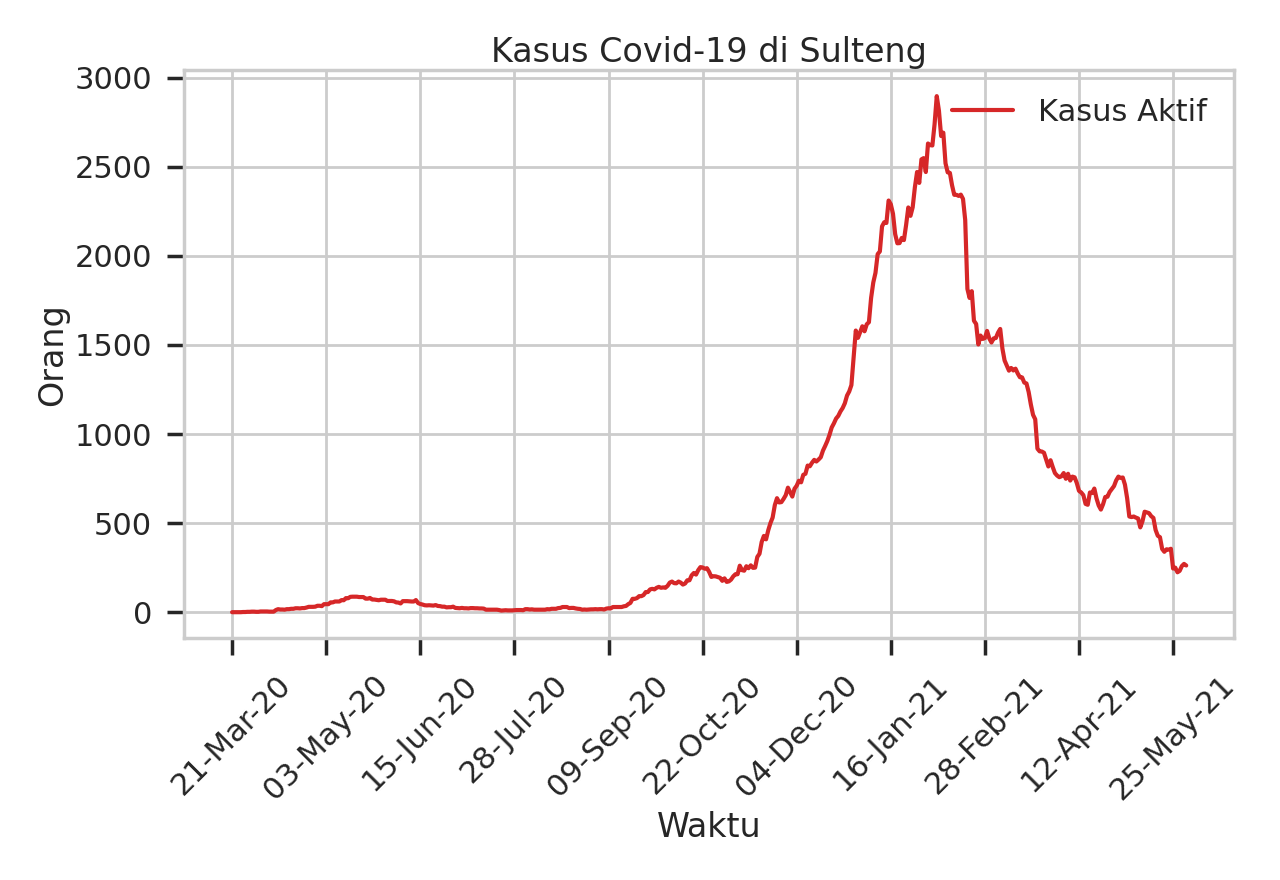 Kasus Covid-19 di Sulteng
Kasus Aktif
Orang
3000
2500
2000
1500
1000
500
0
21-Mar-20
03-May-20
15-Jun-20
28-Jul-20
09-Sep-20
22-Oct-20
04-Dec-20
16-Jan-21
28-Feb-21
12-Apr-21
25-May-21
Waktu